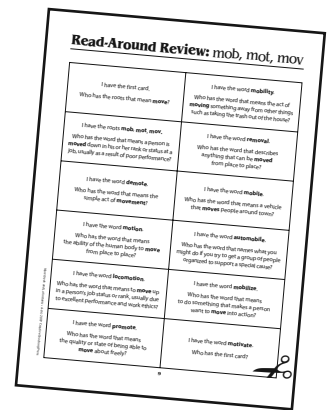 Read-Around Review: mob, mot, mov
I have the first card.
Who has the roots that mean move?
I have the roots mob, mot, mov.
Who has the word that means a person is
moved down in his or her rank or status at a
job, usually as a result of poor performance?
I have the word demote.
Who has the word that means the
simple act of movement?
I have the word motion.
Who has the word that means
the ability of the human body to move
from place to place?
I have the word locomotion.
Who has the word that means to move up
in a person's job status or rank, usually due
to excellent performance and work ethics?
I have the word promote.
Who has the word that means
the quality or state of being able to
move about freely?
I have the word mobility.
Who has the word that means the act of
moving something away from other things
such as taking the trash out of the house?
I have the word removal.
Who has the word that describes
anything that can be moved
from place to place?
I have the word mobile.
Who has the word that means a vehicle
that moves people around town?
I have the word automobile.
Who has the word that names what you
might do if you try to get a group of people
organized to support a special cause?
I have the word mobilize.
Who has the word that means
to do something that makes a person
want to move into action?
I have the word motivate.
Who has the first card?